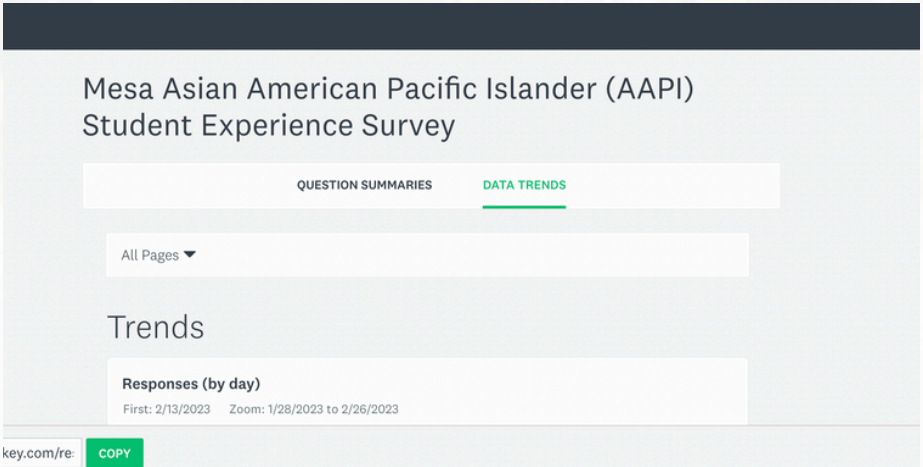 Mesa Asian American Pacific Islander (AAPI)
Student Experience Survey
QUESTION SUMMARIES DATA TRENDS
All Pages
Trends
Responses (by day)
First: 2/13/2023 Zoom: 1/28/2023 to 2/26/2023
key.com/re COPY